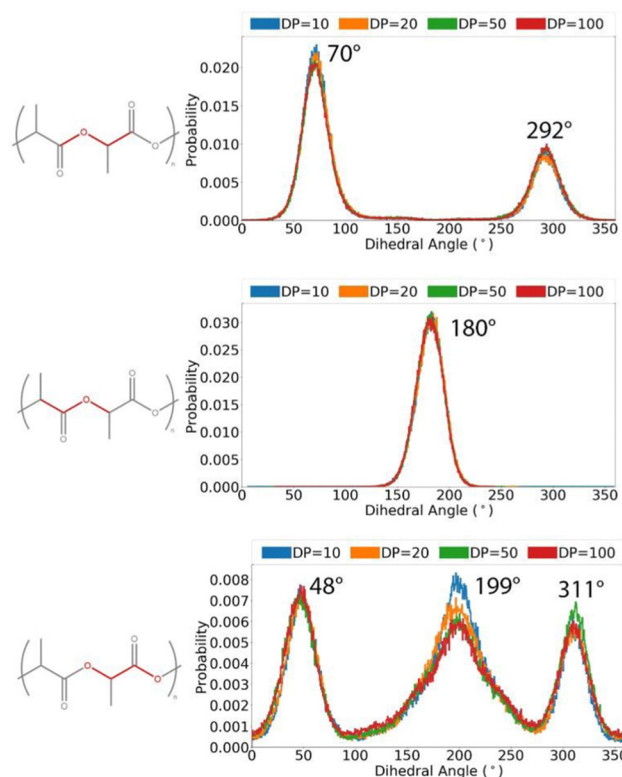 DP=10 DP=20 DP=50 DP=100
70°
292°
Probability
0.020
0.015
0.010
0.005
0.000
0 50 100 150 200 250 300 350
Dihedral Angle (°)
O
O
O
O
n
DP=10 DP=20 DP=50 DP=100
180°
Probability
0.030
0.025
0.020
0.015
0.010
0.005
0.000
0 50 100 150 200 250 300 350
Dihedral Angle (°)
O
O
O
O
n
DP=10 DP=20 DP=50 DP=100
48°
199°
311°
Probability
0.008
0.007
0.006
0.005
0.004
0.003
0.002
0.001
0.000
0 50 100 150 200 250 300 350
Dihedral Angle (°)
O
O
O
O
n